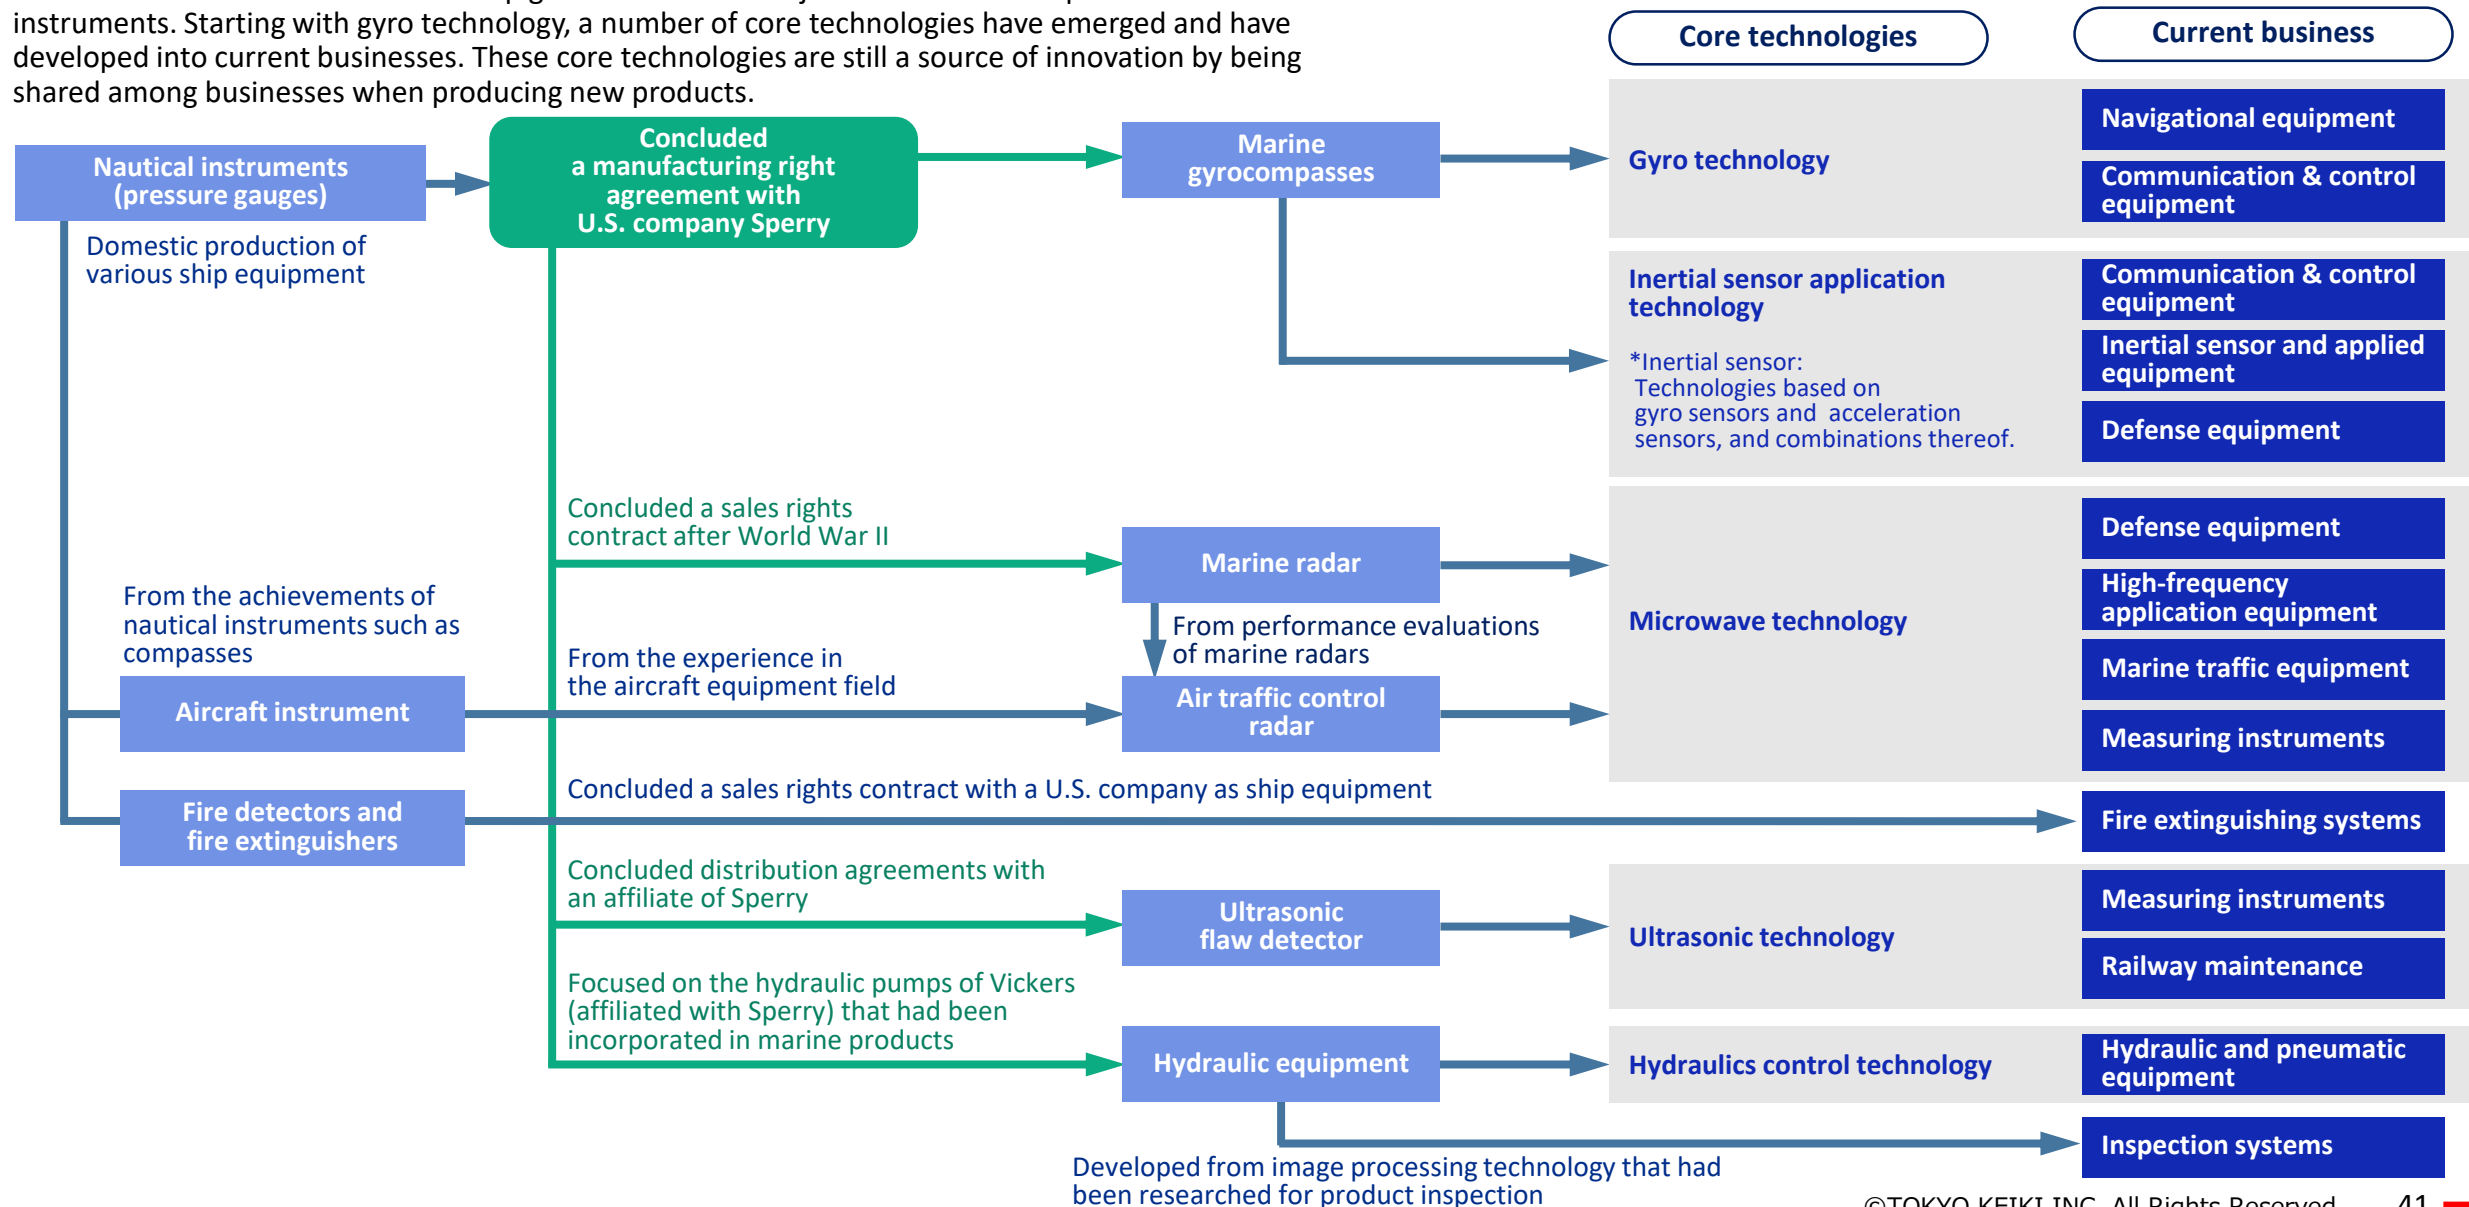 instruments. Starting with gyro technology, a number of core technologies have emerged and have
developed into current businesses. These core technologies are still a source of innovation by being
shared among businesses when producing new products.
Core technologies
Current business
Nautical instruments
(pressure gauges)
Concluded
a manufacturing right
agreement with
U.S. company Sperry
Marine
gyrocompasses
Gyro technology
Navigational equipment
Communication & control
equipment
Domestic production of
various ship equipment
Inertial sensor application
technology
*Inertial sensor:
Technologies based on
gyro sensors and acceleration
sensors, and combinations thereof.
Communication & control
equipment
Inertial sensor and applied
equipment
Defense equipment
Concluded a sales rights
contract after World War II
Marine radar
From performance evaluations
of marine radars
From the achievements of
nautical instruments such as
compasses
Aircraft instrument
From the experience in
the aircraft equipment field
Air traffic control
radar
Microwave technology
Defense equipment
High-frequency
application equipment
Marine traffic equipment
Measuring instruments
Fire detectors and
fire extinguishers
Concluded a sales rights contract with a U.S. company as ship equipment
Fire extinguishing systems
Concluded distribution agreements with
an affiliate of Sperry
Ultrasonic
flaw detector
Ultrasonic technology
Measuring instruments
Railway maintenance
Focused on the hydraulic pumps of Vickers
(affiliated with Sperry) that had been
incorporated in marine products
Hydraulic equipment
Hydraulics control technology
Hydraulic and pneumatic
equipment
Inspection systems
Developed from image processing technology that had
been researched for product inspection
©TOKYO KEIKI INC. All Rights Reserved
41